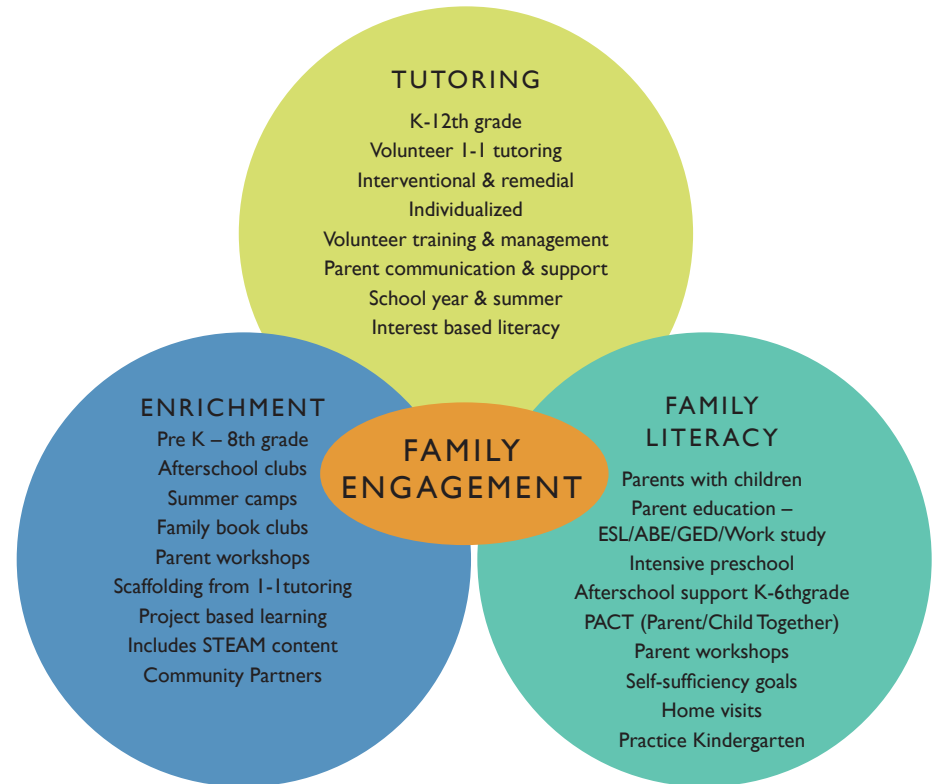 TUTORING
K-12th grade
Volunteer 1-1 tutoring
Interventional & remedial
Individualized
Volunteer training & management
Parent communication & support
School year & summer
Interest based literacy
ENRICHMENT
Pre K – 8th grade
Afterschool clubs
Summer camps
Family book clubs
Parent workshops
Scaffolding from 1-1tutoring
Project based learning
Includes STEAM content
Community Partners
FAMILY
ENGAGEMENT
FAMILY
LITERACY
Parents with children
Parent education –
ESL/ABE/GED/Work study
Intensive preschool
Afterschool support K-6thgrade
PACT (Parent/Child Together)
Parent workshops
Self-sufficiency goals
Home visits
Practice Kindergarten